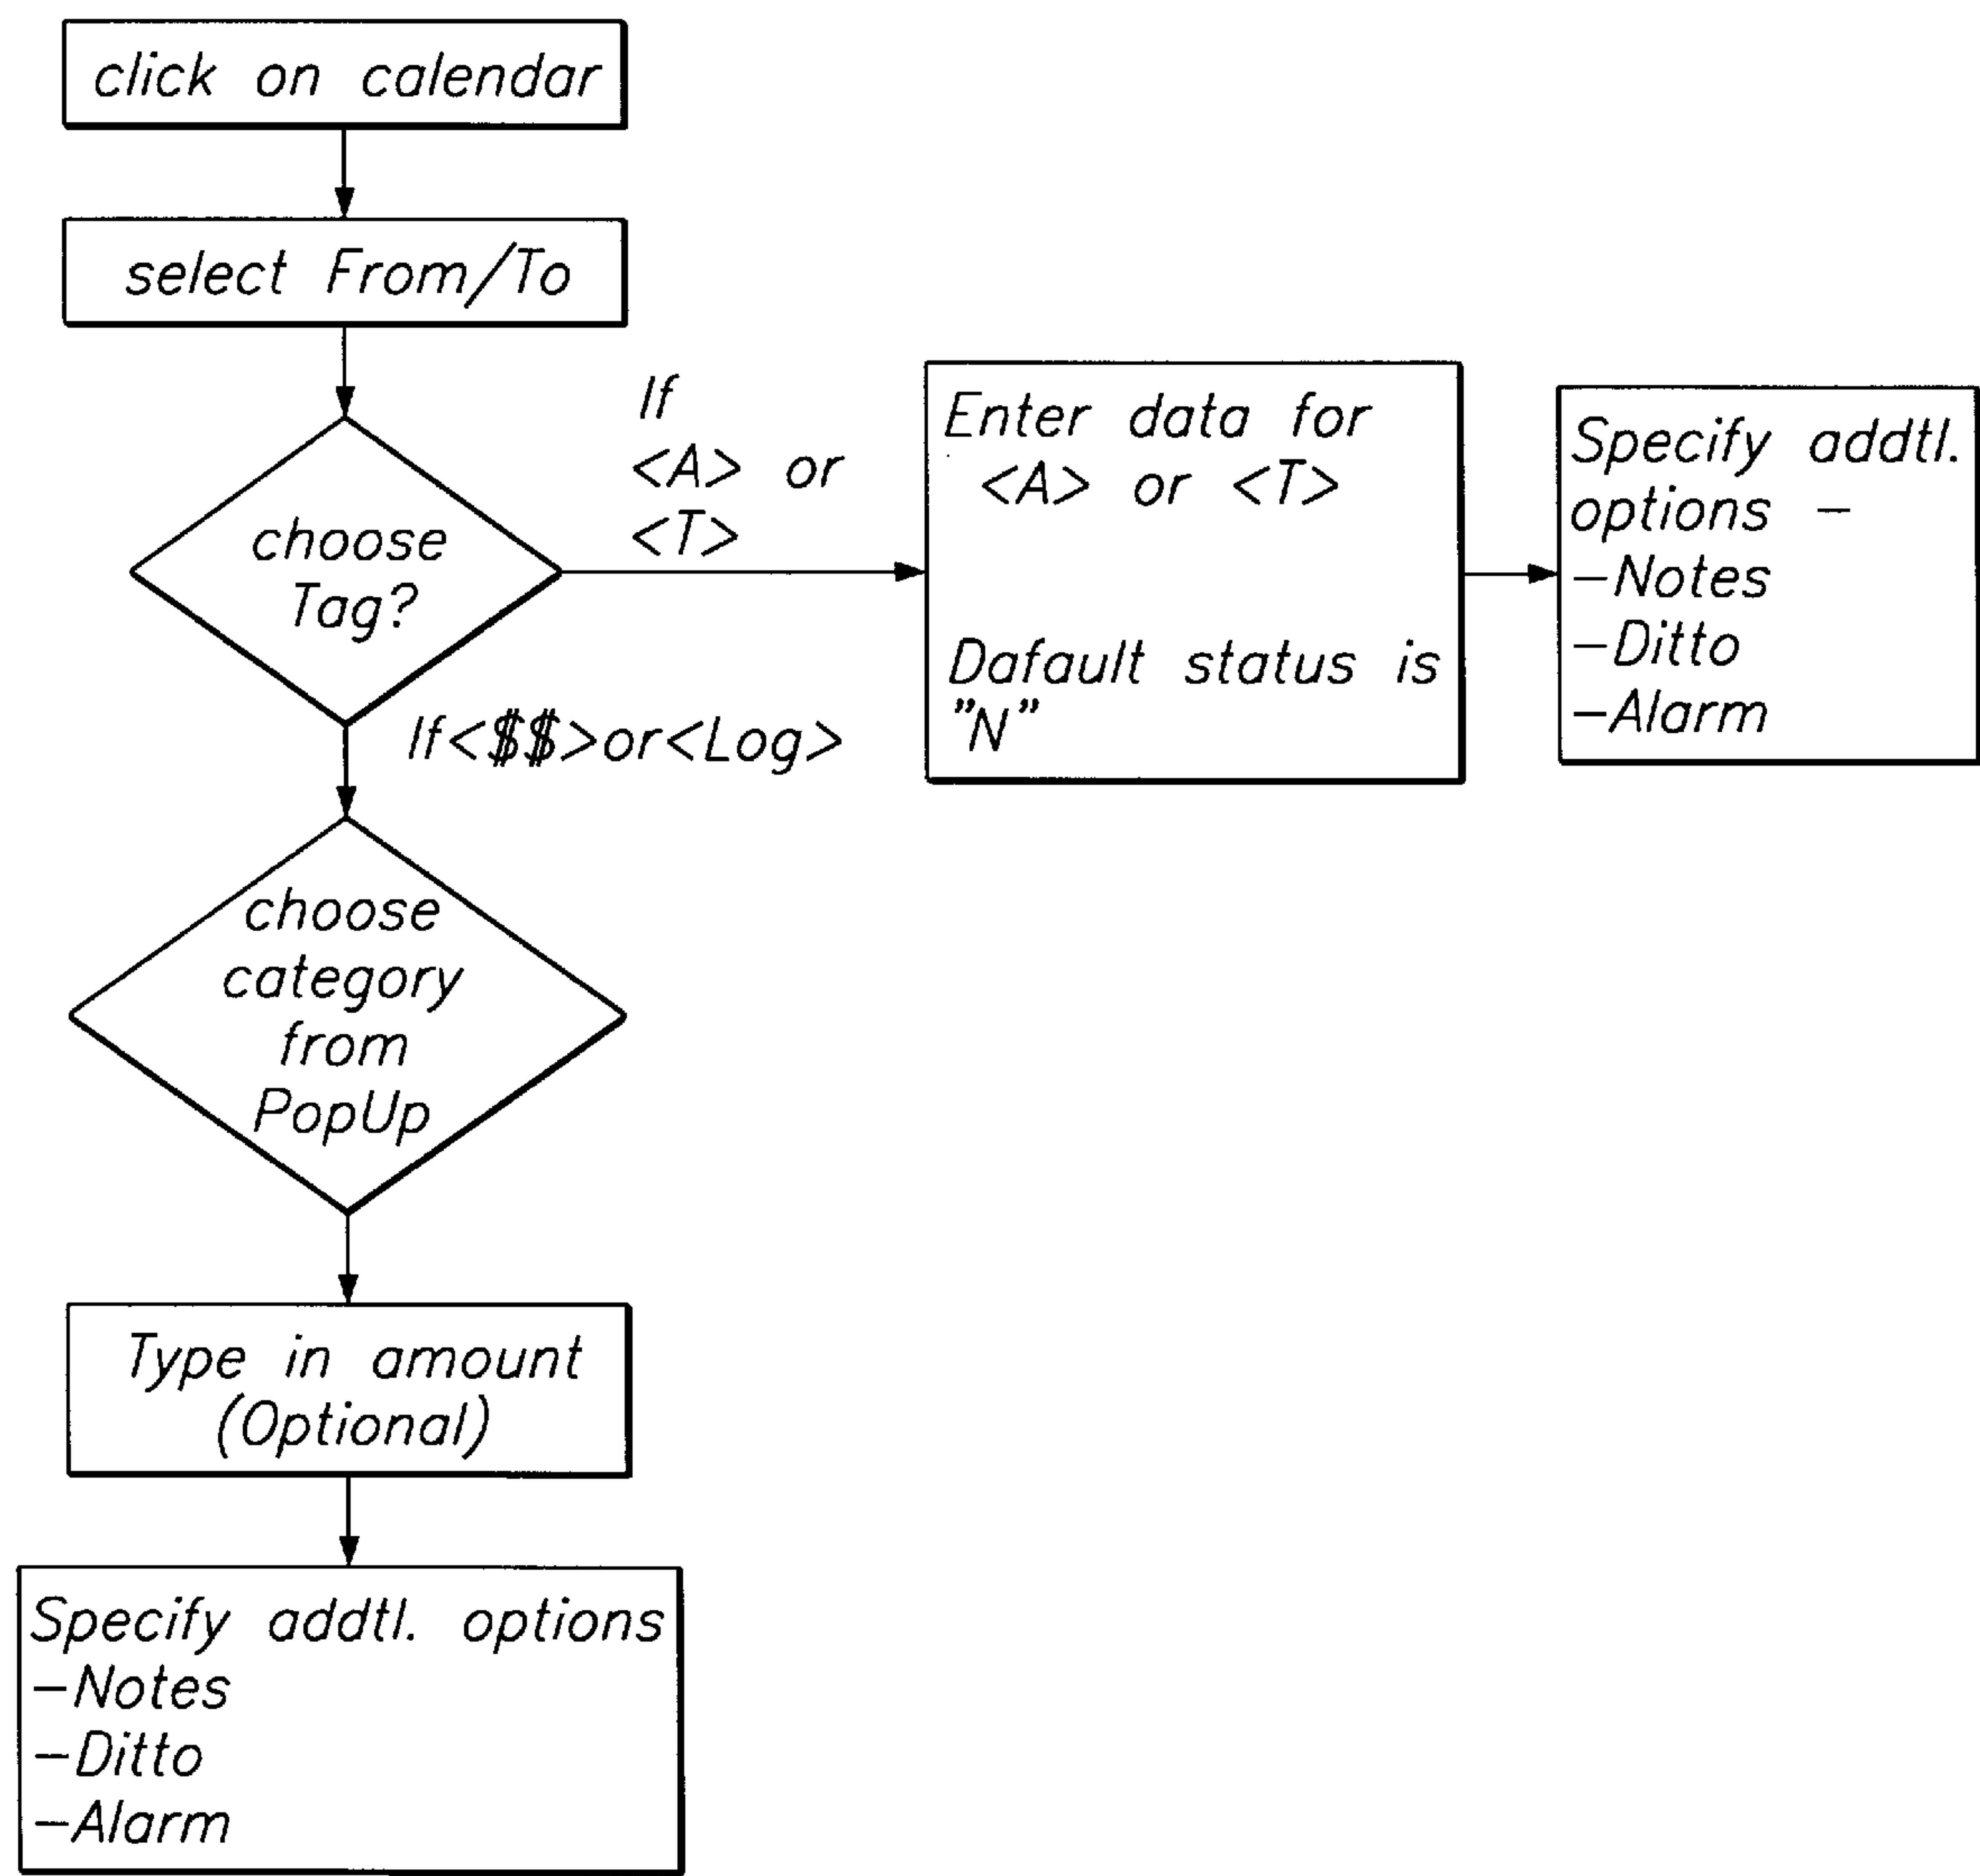 click on calendar
select From/To
If
<A> or
<T>
choose
Tag?
Enter data for
<A> or <T>
Dafault status is
"N"
Specify addtl.
options –
–Notes
–Ditto
–Alarm
If<$$>or<Log>
choose
category
from
PopUp
Type in amount
(Optional)
Specify addtl. options
–Notes
–Ditto
–Alarm